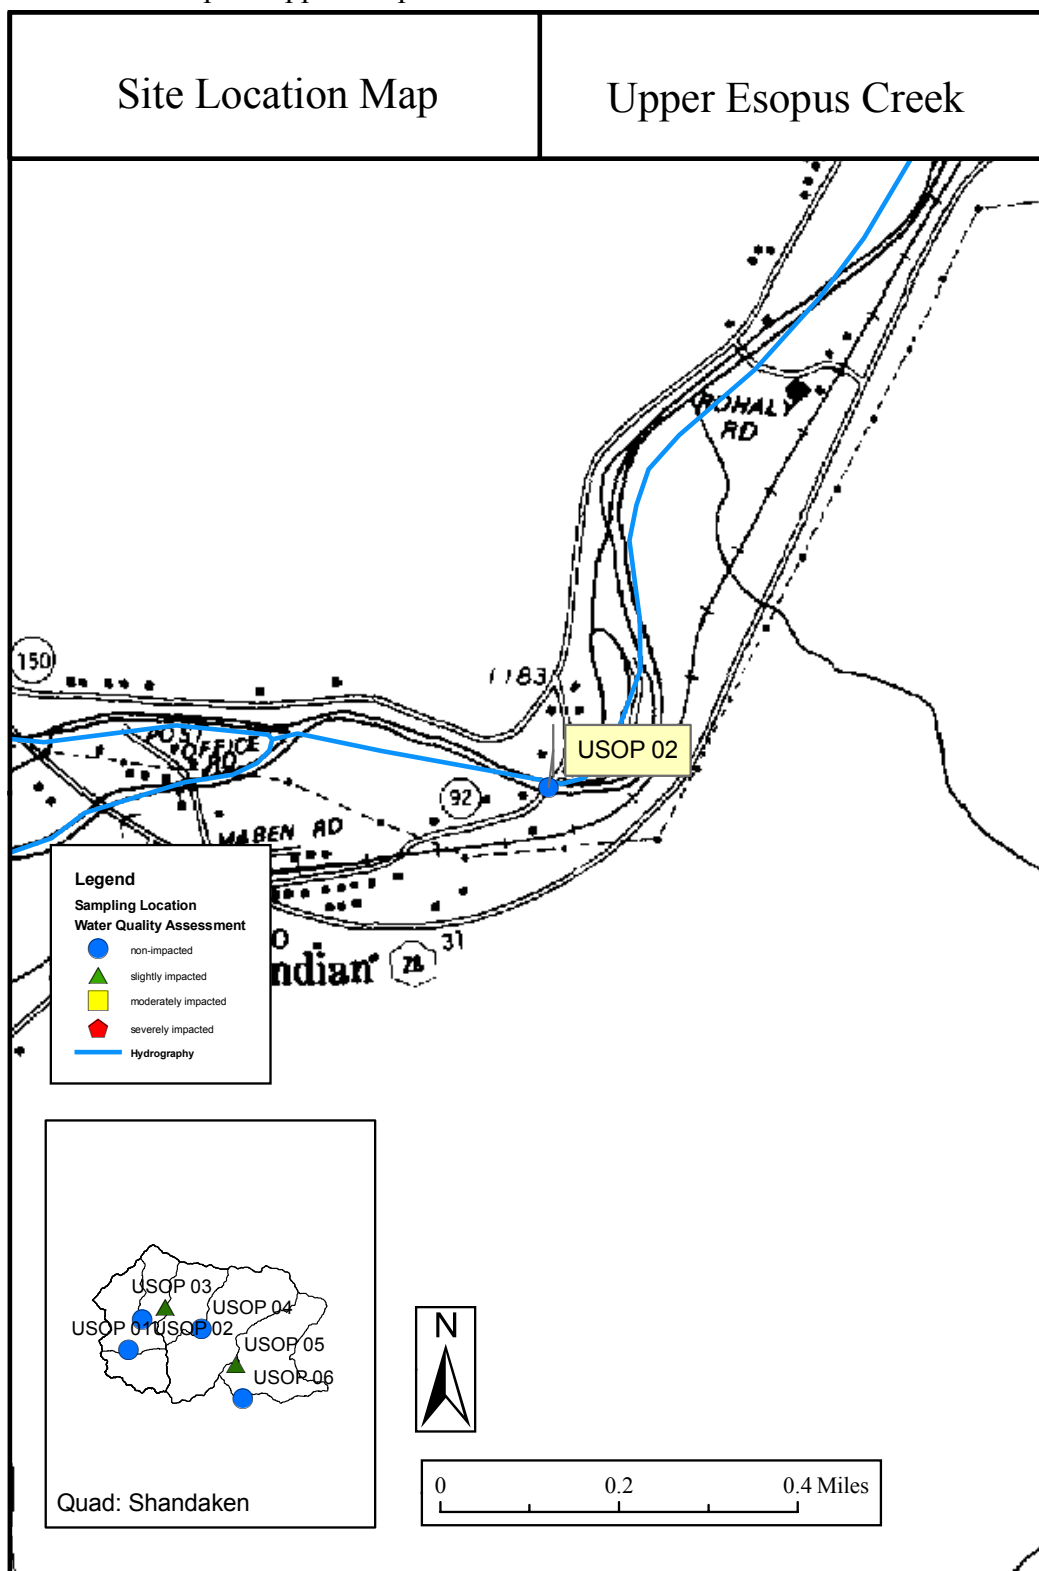 Site Location Map
Upper Esopus Creek
ROHALY
RD
150
1183
POST
OFFICE
RD
USOP 02
92
MABEN RD
31
28
ndian
Legend
Sampling Location
Water Quality Assessment
non-impacted
slightly impacted
moderately impacted
severely impacted
Hydrography
USOP 03
USOP 04
USOP 01
USOP 02
USOP 05
USOP 06
Quad: Shandaken
N
0 0.2 0.4 Miles